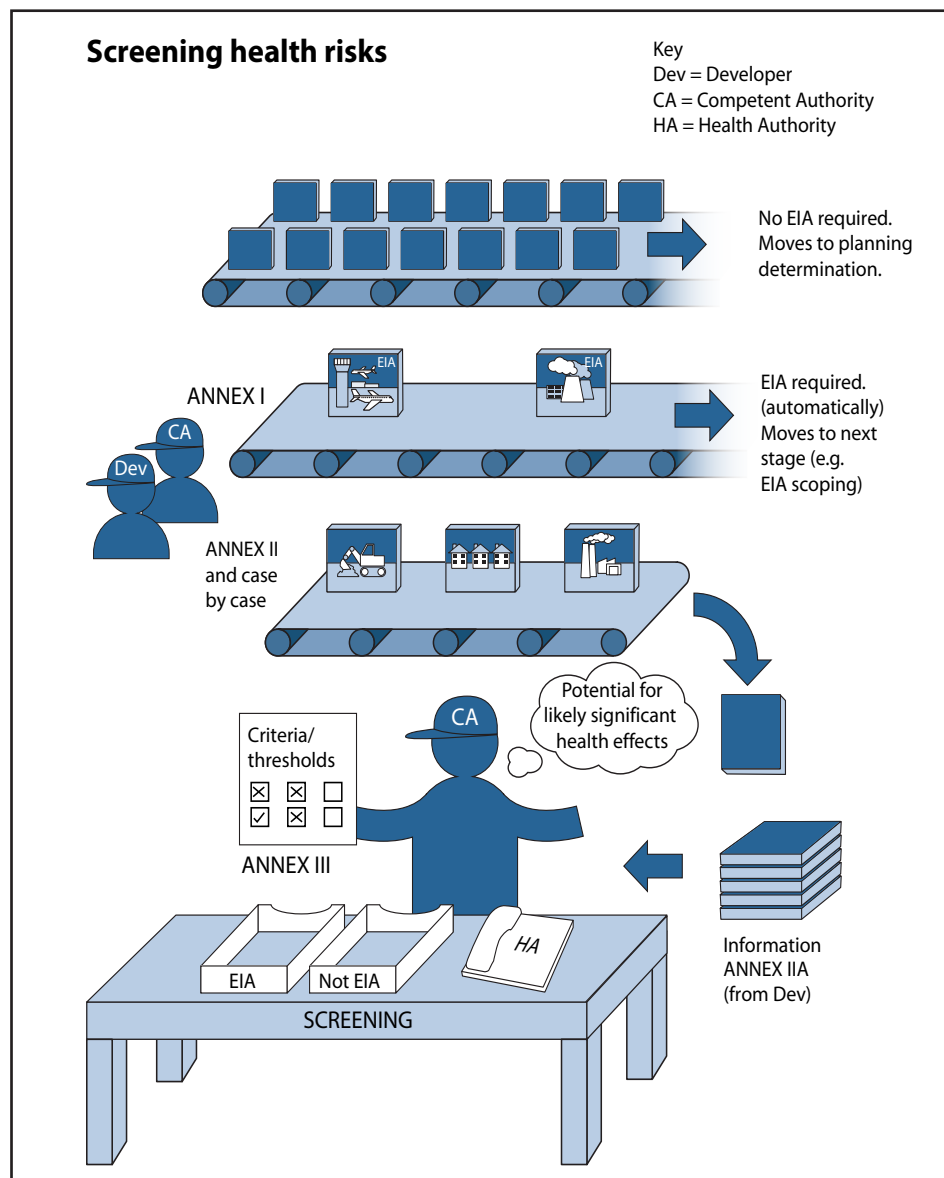 Screening health risks
Key
Dev = Developer
CA = Competent Authority
HA = Health Authority
No EIA required.
Moves to planning
determination.
EIA
EIA
ANNEX I
EIA required.
(automatically)
Moves to next
stage (e.g.
EIA scoping)
CA
Dev
ANNEX II
and case
by case
Potential for
likely significant
health effects
CA
Criteria/
thresholds
ANNEX III
Information
ANNEX IIA
(from Dev)
HA
EIA
Not EIA
SCREENING